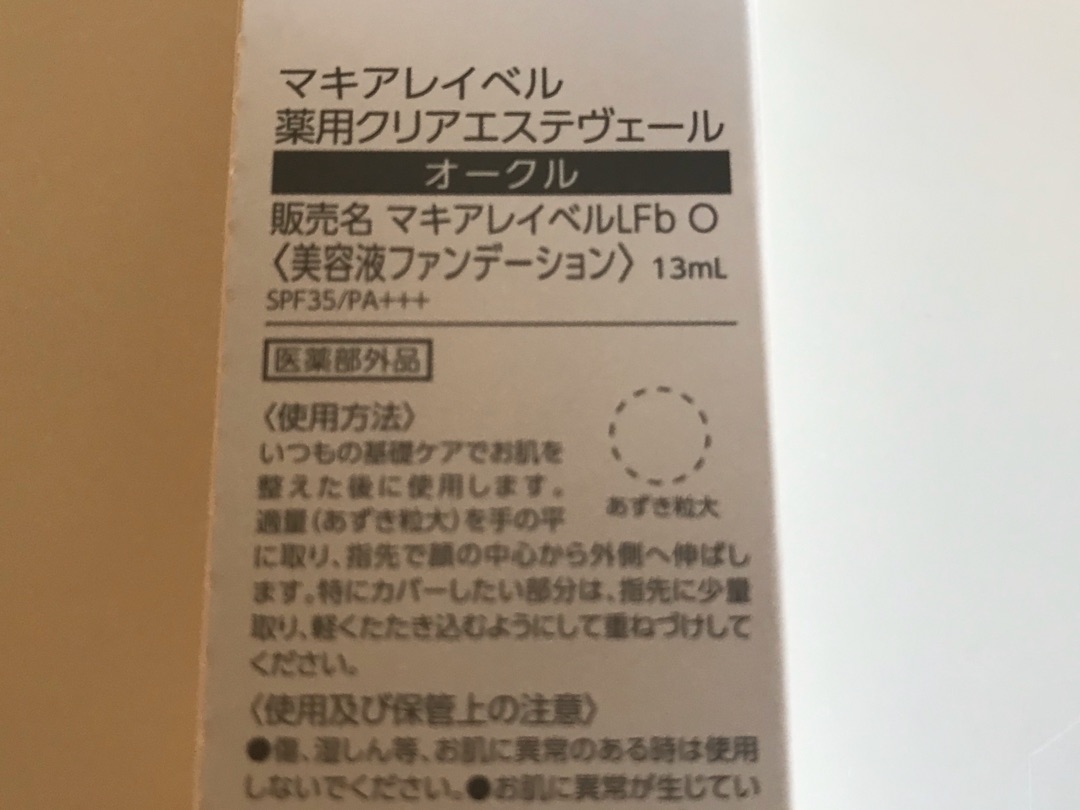 マキアレイベル
薬用クリアエステヴェール
オークル
販売名 マキアレイベルLFb O
〈美容液ファンデーション〉 13mL
SPF35/PA+++
医薬部外品
〈使用方法〉
いつもの基礎ケアでお肌を
整えた後に使用します。
適量(あずき粒大)を手の平
あずき粒大
に取り、指先で顔の中心から外側へ伸ばし
ます。特にカバーしたい部分は、指先に少量
取り、軽くたたき込むようにして重ねづけして
ください。
〈使用及び保管上の注意〉
●傷、湿しん等、お肌に異常のある時は使用
しないでください。●お肌に異常が生じてい